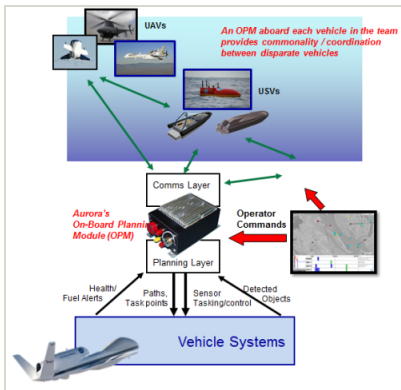 An OPM aboard each vehicle in the team
provides commonality / coordination
between disparate vehicles
UAVs
USVs
Comms Layer
Aurora's
On-Board Planning
Module (OPM)
Operator
Commands
Planning Layer
Health/
Fuel Alerts
Paths,
Task points
Sensor
Tasking/control
Detected
Objects
Vehicle Systems